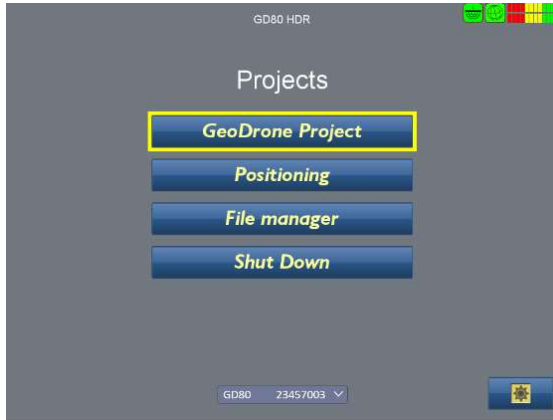 GD80 HDR
Projects
GeoDrone Project
Positioning
File manager
Shut Down
GD80 23457003